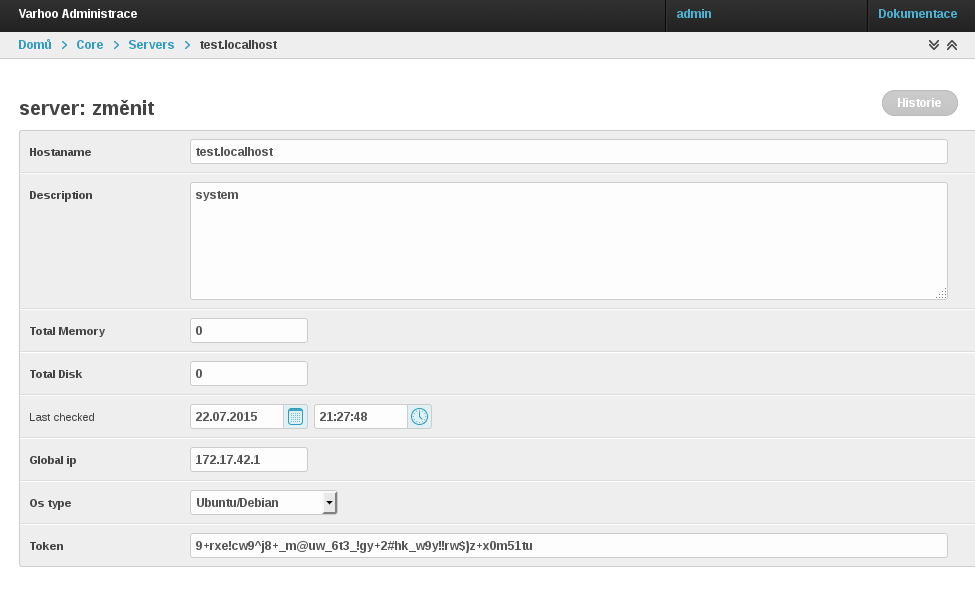 Varhoo Administrace admin Dokumentace
Domů > Core > Servers > test.localhost
server: změnit Historie
Hostaname test.localhost
Description system
Total Memory 0
Total Disk 0
Last checked 22.07.2015 21:27:48
Global ip 172.17.42.1
Os type Ubuntu/Debian
Token 9+rxe!cw9^j8+_m@uw_6t3_!gy+2#hk_w9y!!rw$)z+x0m51tu